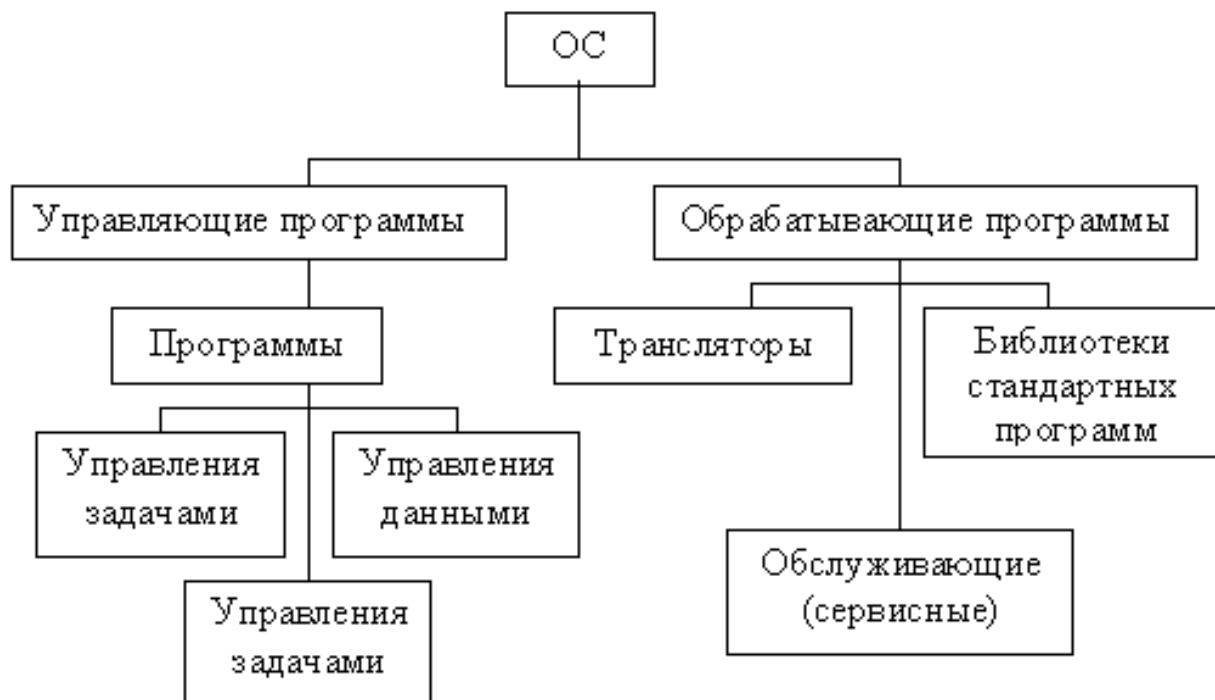 ОС
Управляющие программы
Обрабатывающие программы
Программы
Трансляторы
Библиотеки
стандартных
программ
Управления
задачами
Управления
данными
Обслуживающие
(сервисные)
Управления
задачами